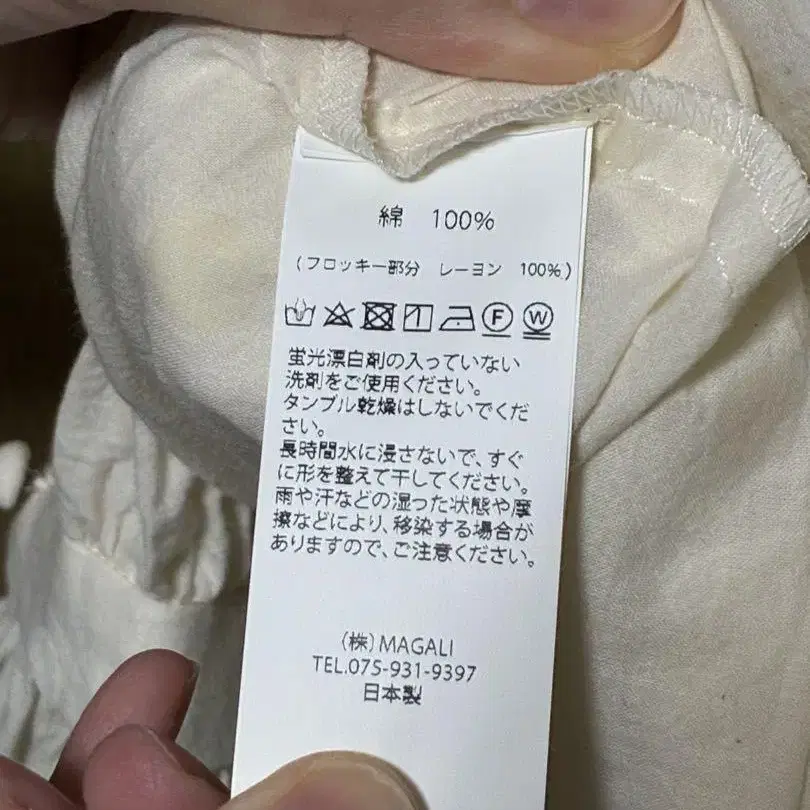 綿 100%
(フロッキー部分 レーヨン 100%)
F W
蛍光漂白剤の入っていない
洗剤をご使用ください。
タンブル乾燥はしないでくだ
さい。
長時間水に浸さないで、すぐ
に形を整えて干してください。
雨や汗などの湿った状態や摩
擦などにより、移染する場合が
ありますので、ご注意ください。
(株)MAGALI
TEL.075-931-9397
日本製